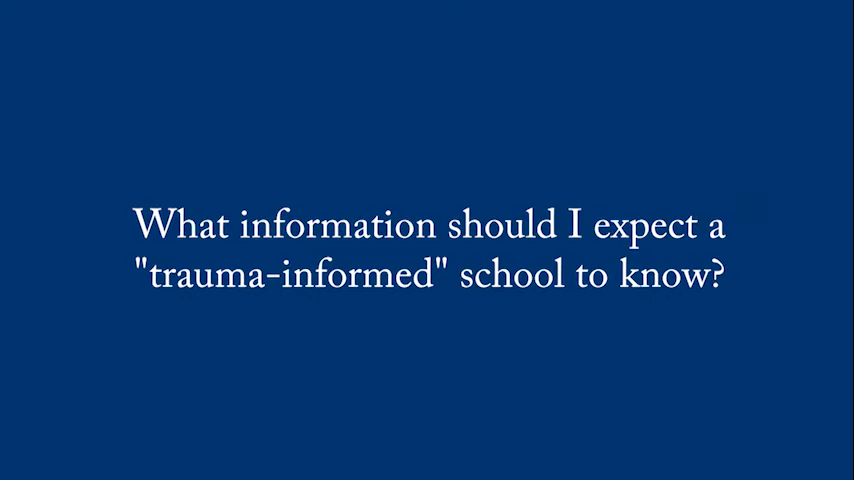 What information should I expect a
"trauma-informed" school to know?